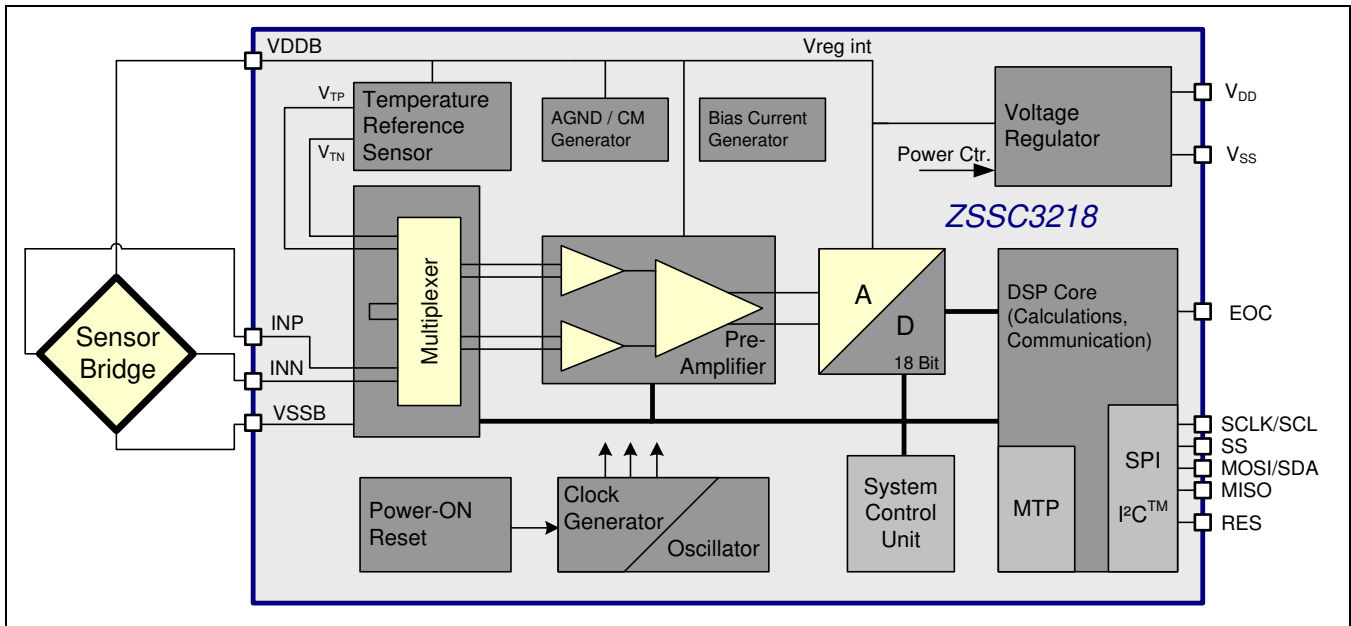 VDDB
Vreg int
VTP
VTN
Temperature
Reference
Sensor
AGND / CM
Generator
Bias Current
Generator
Voltage
Regulator
Power Ctr.
VDD
VSS
ZSSC3218
Sensor
Bridge
INP
INN
VSSB
Multiplexer
Pre-
Amplifier
A
D
18 Bit
DSP Core
(Calculations,
Communication)
EOC
SCLK/SCL
SS
MOSI/SDA
MISO
RES
SPI
I²C™
MTP
Power-ON
Reset
Clock
Generator
Oscillator
System
Control
Unit